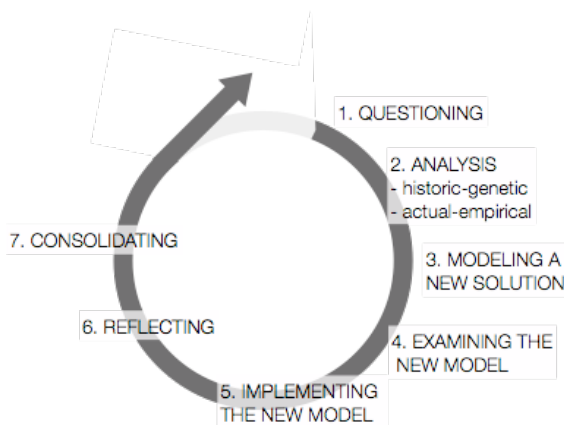 1. QUESTIONING
2. ANALYSIS
- historic-genetic
- actual-empirical
3. MODELING A
NEW SOLUTION
4. EXAMINING THE
NEW MODEL
5. IMPLEMENTING
THE NEW MODEL
6. REFLECTING
7. CONSOLIDATING